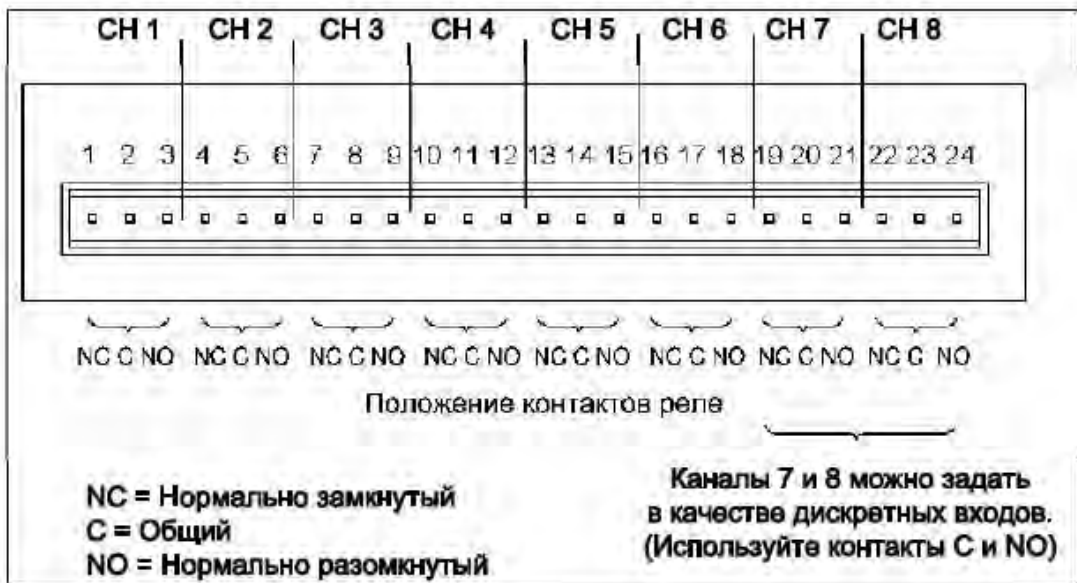 CH 1 CH 2 CH 3 CH 4 CH 5 CH 6 CH 7 CH 8
1 2 3 4 5 6 7 8 9 10 11 12 13 14 15 16 17 18 19 20 21 22 23 24
NC C NO NC C NO NC C NO NC C NO NC C NO NC C NO NC C NO NC C NO
Положение контактов реле
NC = Нормально замкнутый
C = Общий
NO = Нормально разомкнутый
Каналы 7 и 8 можно задать
в качестве дискретных входов.
(Используйте контакты C и NO)